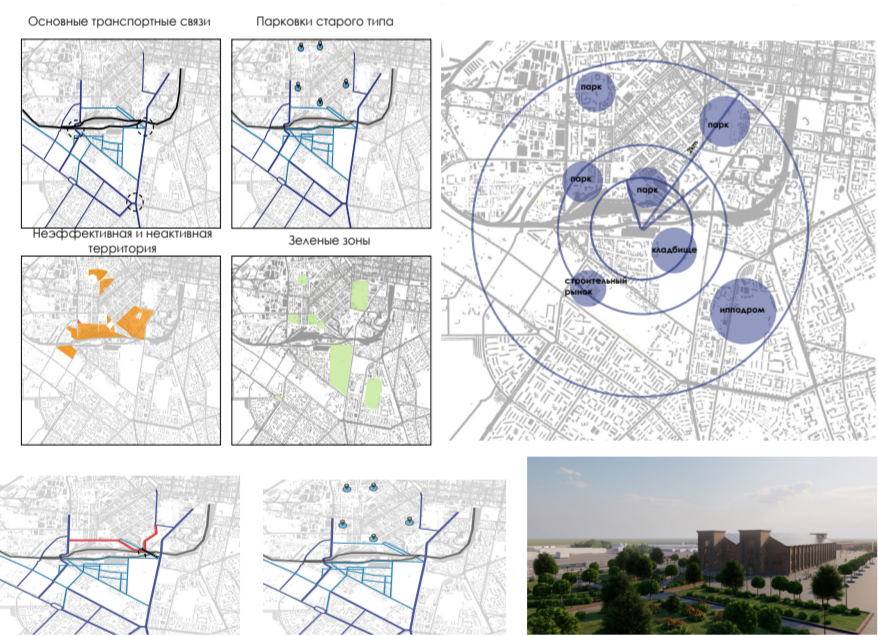 Основные транспортные связи
Парковки старого типа
Неэффективная и неактивная
территория
Зеленые зоны
парк
парк
2km
парк
парк
кладбище
строительный
рынок
ипподром